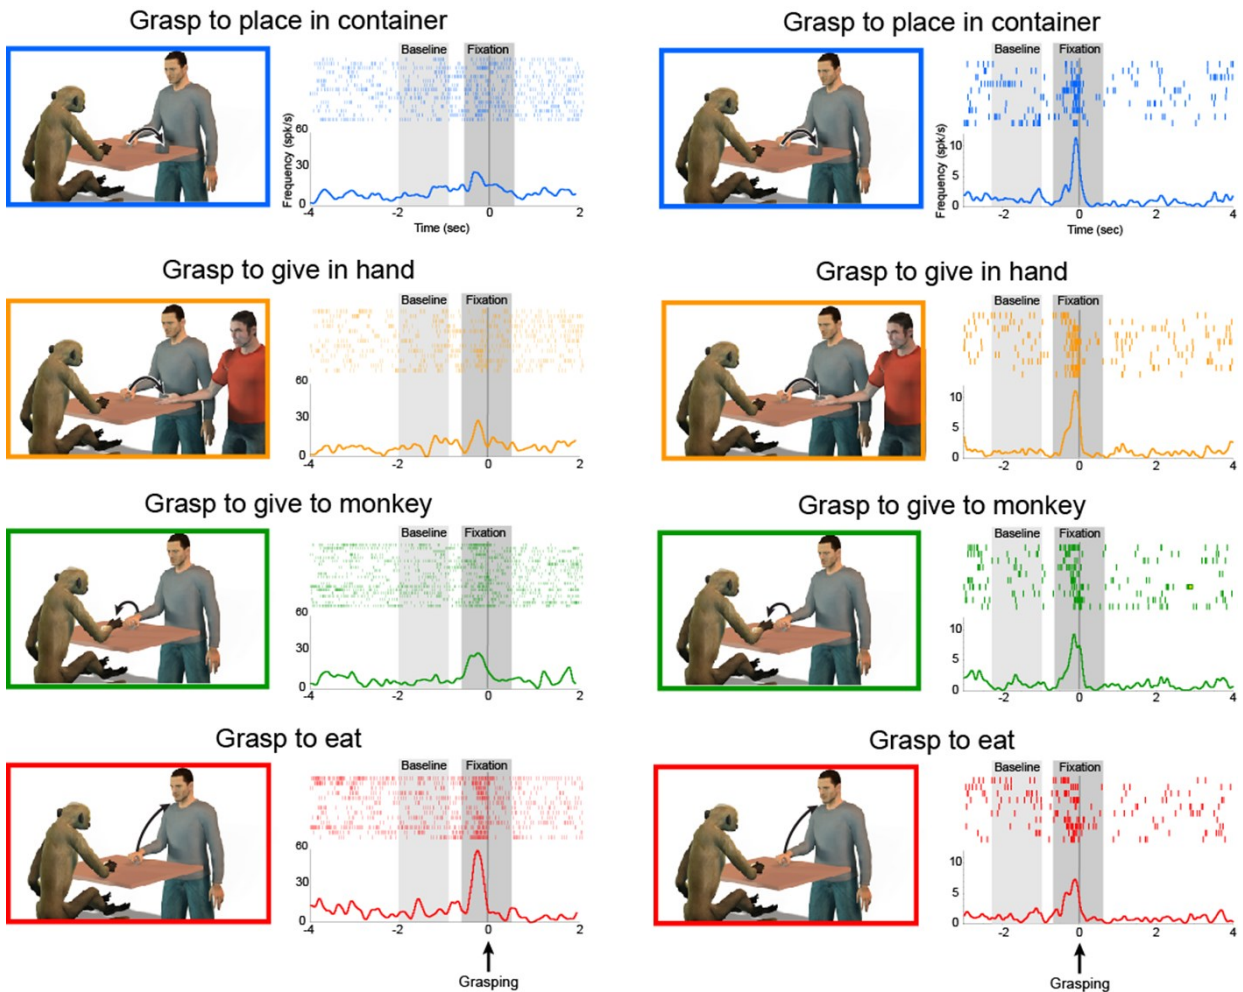 Grasp to place in container
Baseline Fixation
60
30
0
Frequency (spk/s)
-4 -2 0 2
Time (sec)
Grasp to place in container
Baseline Fixation
10
5
0
Frequency (spk/s)
-2 0 2 4
Time (sec)
Grasp to give in hand
Baseline Fixation
60
30
0
-4 -2 0 2
Grasp to give in hand
Baseline Fixation
10
5
0
-2 0 2 4
Grasp to give to monkey
Baseline Fixation
60
30
0
-4 -2 0 2
Grasp to give to monkey
Baseline Fixation
10
5
0
-2 0 2 4
Grasp to eat
Baseline Fixation
60
30
0
-4 -2 0 2
Grasping
Grasp to eat
Baseline Fixation
10
5
0
-2 0 2 4
Grasping